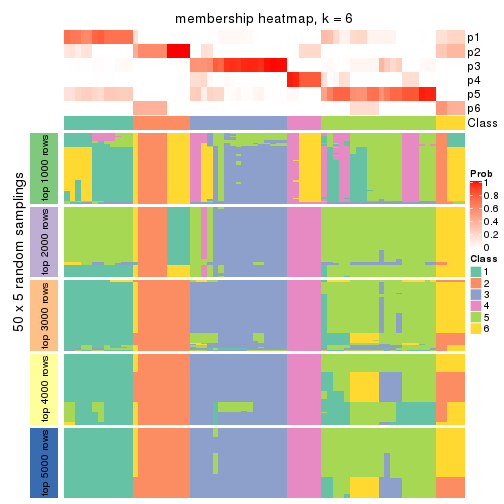 membership heatmap, k = 6
p1
p2
p3
p4
p5
p6
Class
50 x 5 random samplings
top 1000 rows
top 2000 rows
top 3000 rows
top 4000 rows
top 5000 rows
Prob
1
0.8
0.6
0.4
0.2
0
Class
1
2
3
4
5
6